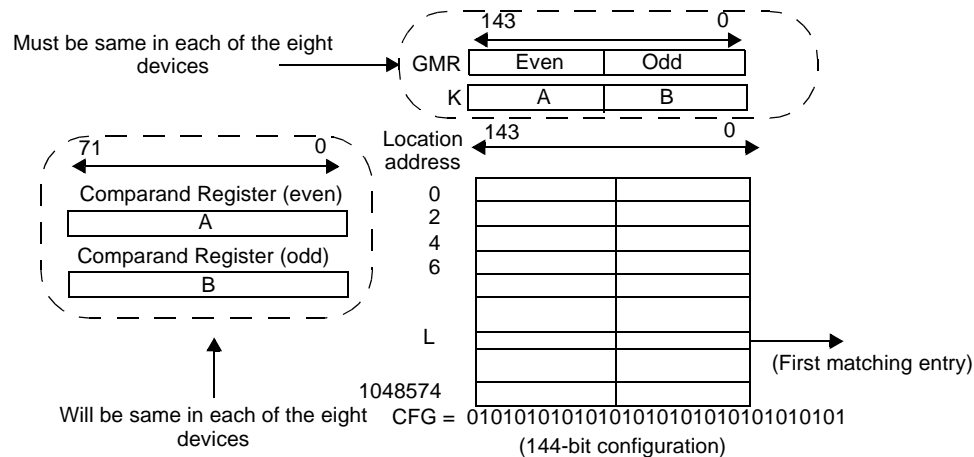 Must be same in each of the eight
devices
143 0
GMR Even Odd
K A B
Location
address
143 0
71 0
Comparand Register (even)
A
Comparand Register (odd)
B
0
2
4
6
L
(First matching entry)
1048574
Will be same in each of the eight
devices
CFG = 01010101010101010101010101010101
(144-bit configuration)